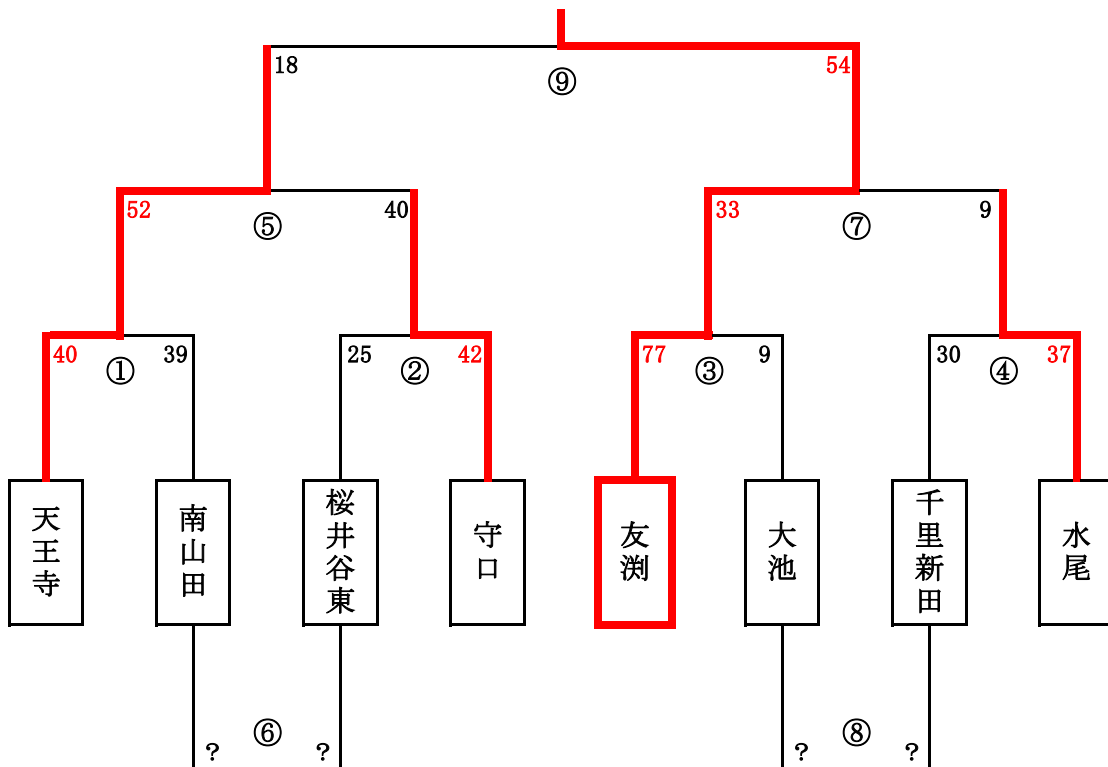 18 54
⑨
52 40 33 9
⑤ ⑦
40 39 25 42 77 9 30 37
① ② ③ ④
天王寺
南山田
桜井谷東
守口
友渕
大池
千里新田
水尾
⑥ ⑧
? ? ? ?